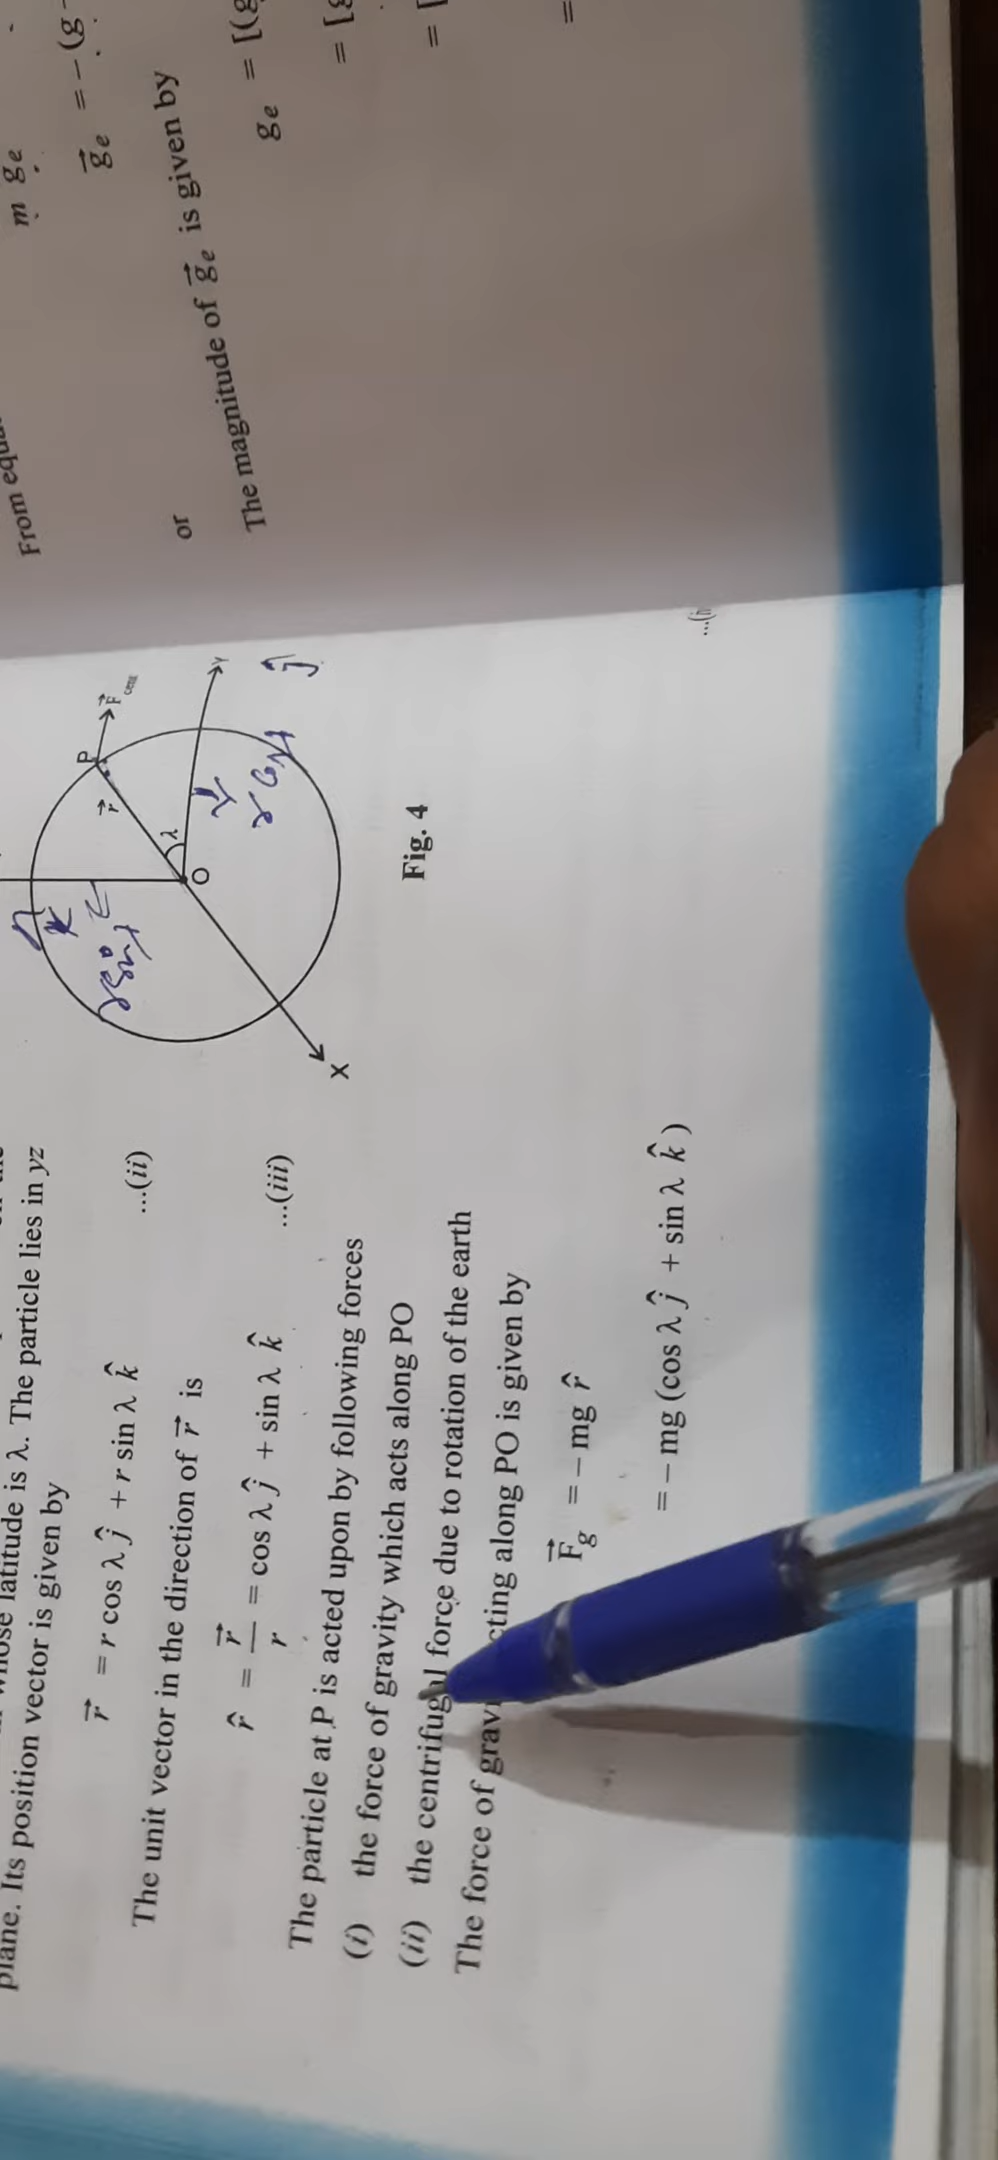 whose latitude is λ. The particle lies in yz
plane. Its position vector is given by
r⃗ = r cos λ ĵ + r sin λ k̂ ...(ii)
The unit vector in the direction of r⃗ is
r̂ = r⃗ / r = cos λ ĵ + sin λ k̂ ...(iii)
The particle at P is acted upon by following forces
(i) the force of gravity which acts along PO
(ii) the centrifugal force due to rotation of the earth
The force of cting along PO is given by
F⃗g = – mg r̂
= – mg (cos λ ĵ + sin λ k̂)
P
F⃗cent
r⃗
λ
O
Y
X
ĵ
Fig. 4
From
m ge
g⃗e = – (g
or
The magnitude of g⃗e is given by
ge = [(g
= [g
= [
=